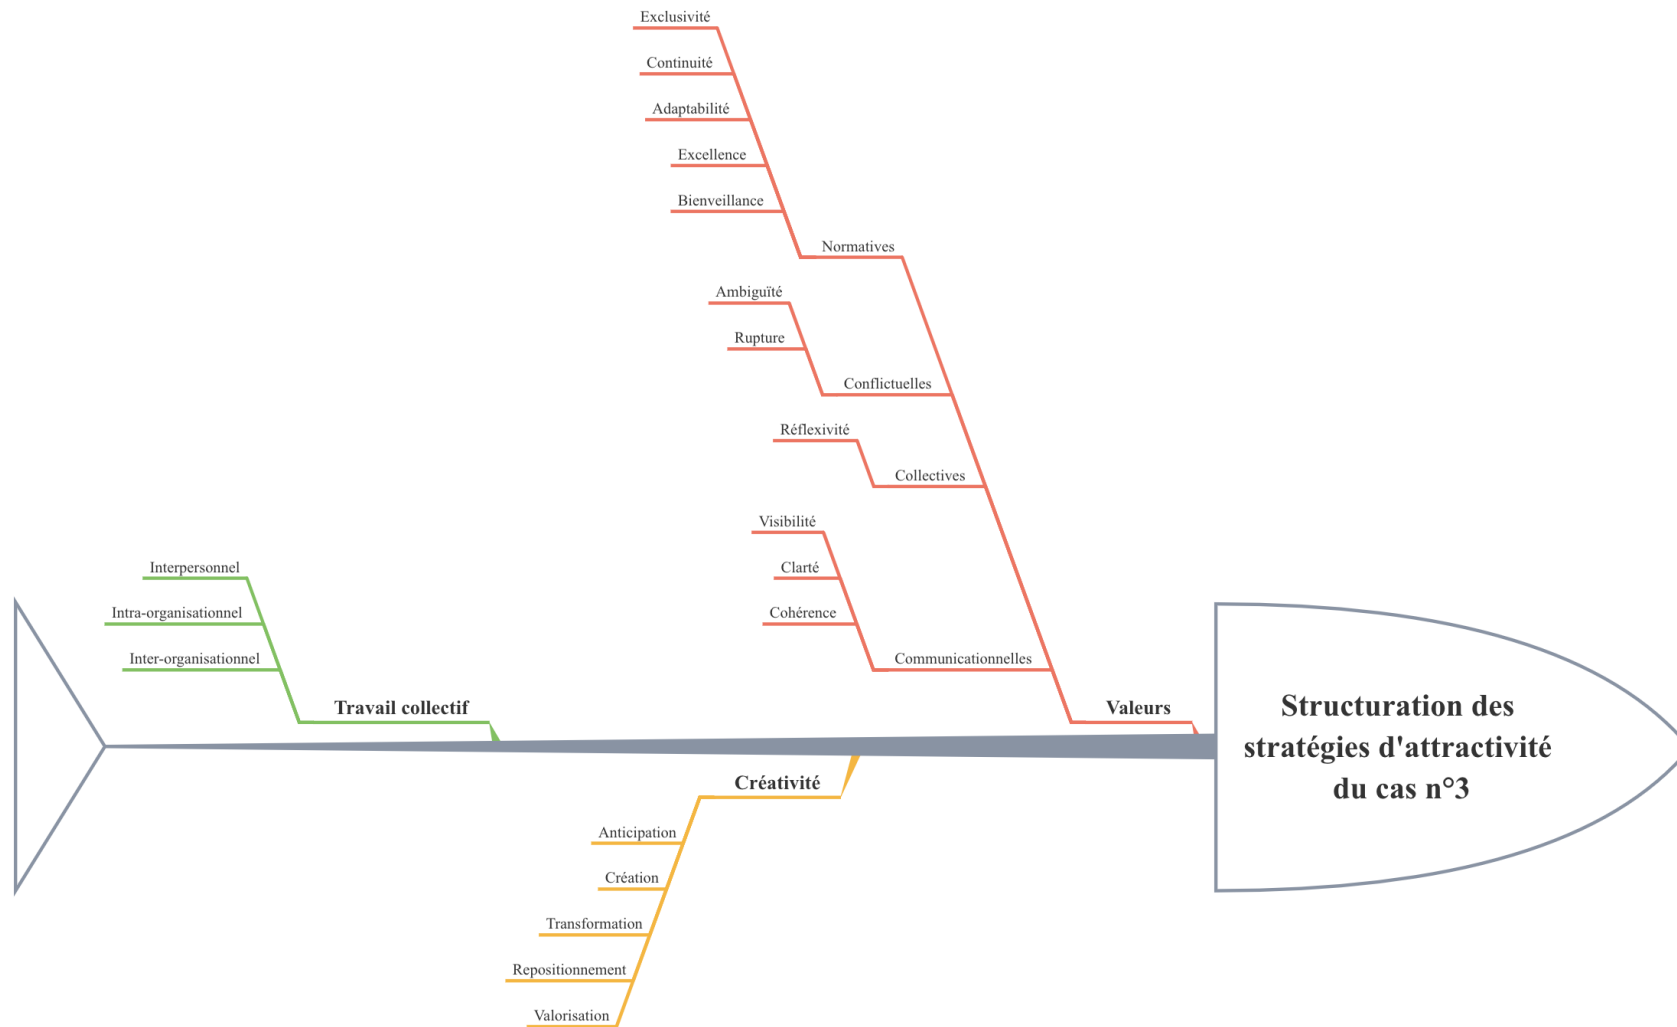 Exclusivité
Continuité
Adaptabilité
Excellence
Bienveillance
Normatives
Ambiguïté
Rupture
Conflictuelles
Réflexivité
Collectives
Visibilité
Clarté
Cohérence
Communicationnelles
Valeurs
Interpersonnel
Intra-organisationnel
Inter-organisationnel
Travail collectif
Structuration des
stratégies d'attractivité
du cas n°3
Créativité
Anticipation
Création
Transformation
Repositionnement
Valorisation